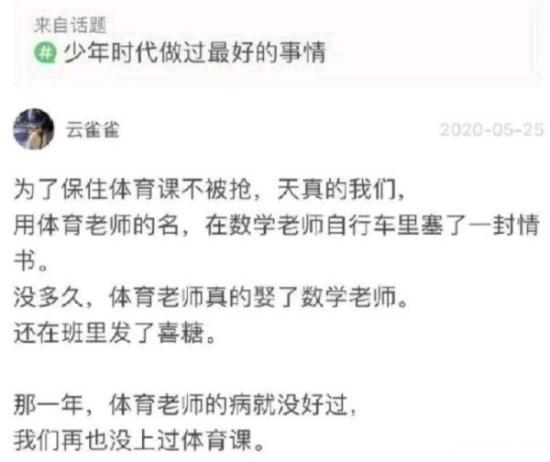 来自话题
# 少年时代做过最好的事情
云雀雀
2020-05-25
为了保住体育课不被抢，天真的我们，
用体育老师的名，在数学老师自行车里塞了一封情
书。
没多久，体育老师真的娶了数学老师。
还在班里发了喜糖。
那一年，体育老师的病就没好过，
我们再也没上过体育课。